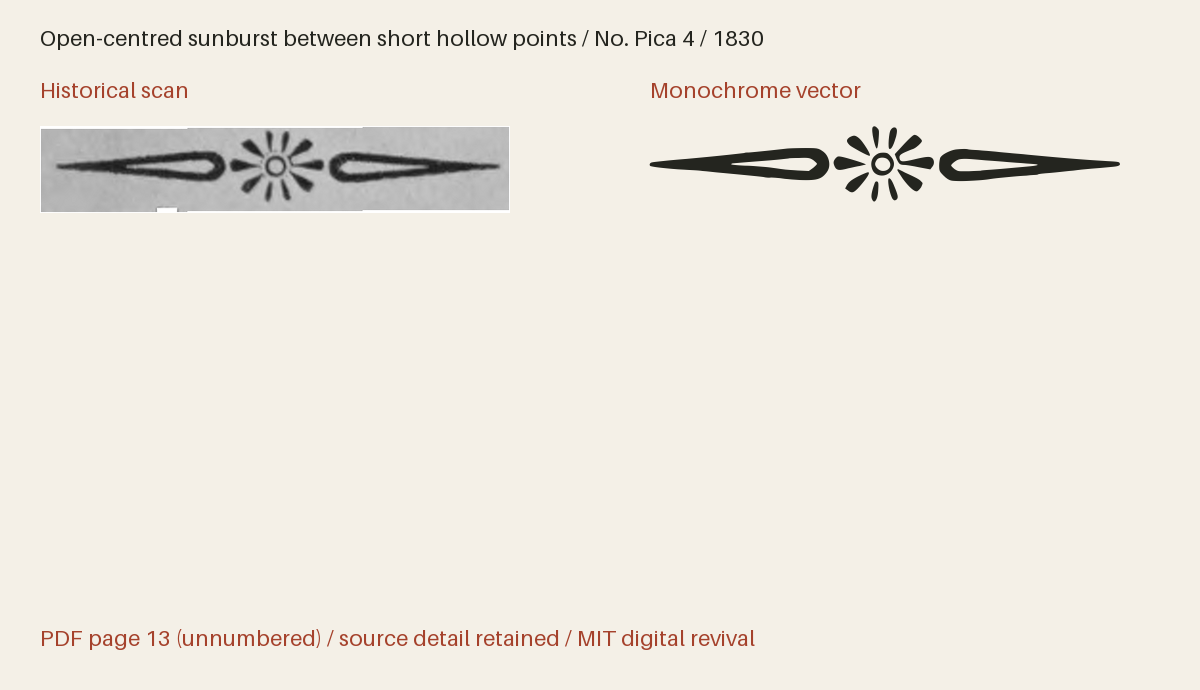 Open-centred sunburst between short hollow points / No. Pica 4 / 1830
Historical scan
Monochrome vector
PDF page 13 (unnumbered) / source detail retained / MIT digital revival